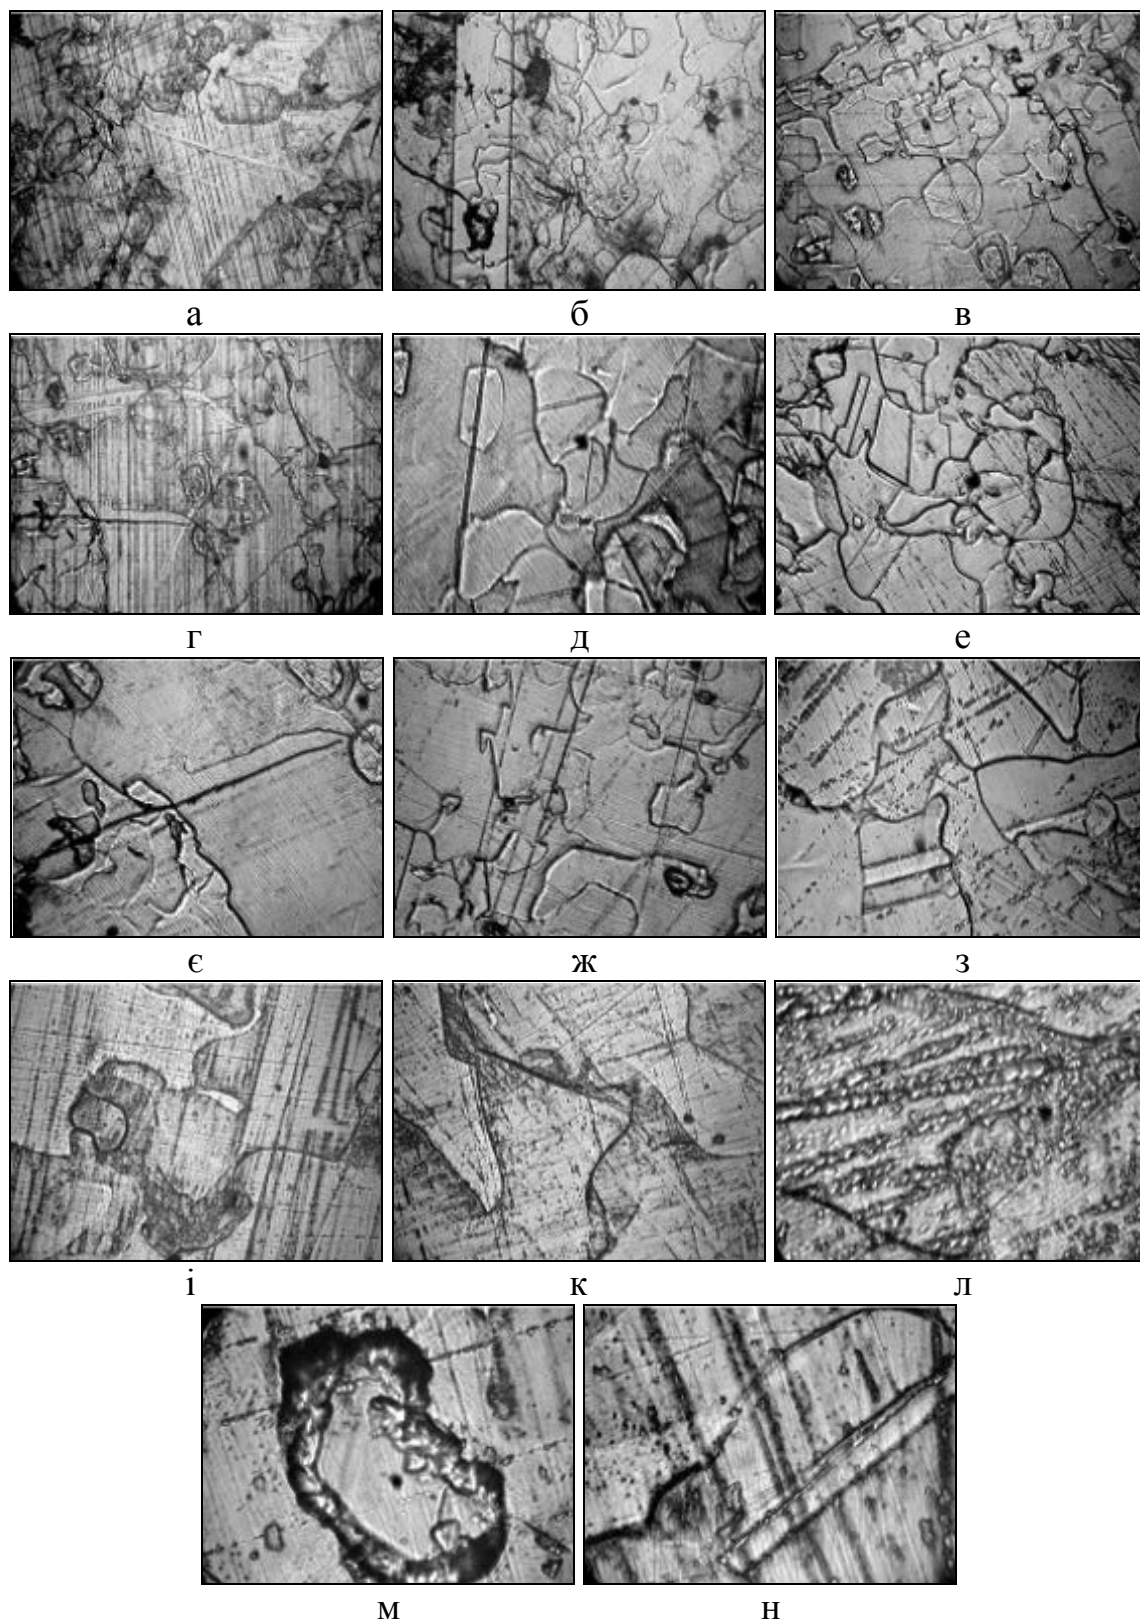 а б в
г д е
є ж з
і к л
м н